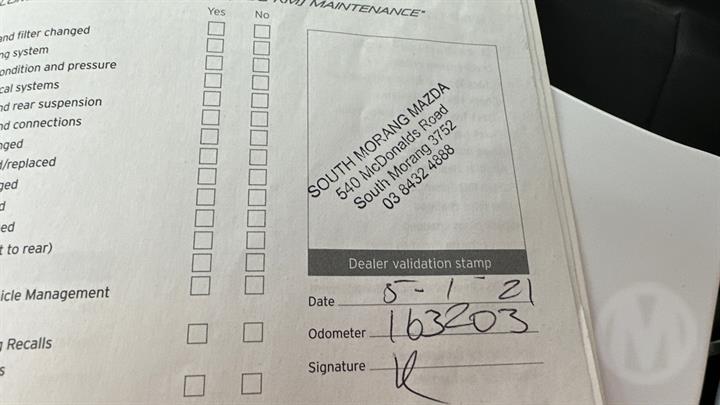 MAINTENANCE*
Yes No
and filter changed
ng system
ondition and pressure
cal systems
nd rear suspension
nd connections
nged
d/replaced
ged
d
ed
t to rear)
icle Management
g Recalls
s
SOUTH MORANG MAZDA
540 McDonalds Road
South Morang 3752
03 8432 4888
Dealer validation stamp
Date 5-1-21
Odometer 163203
Signature
M